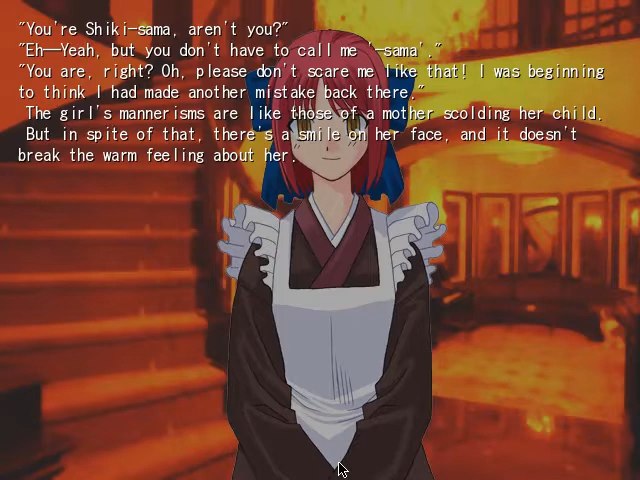 "You're Shiki-sama, aren't you?"
"Eh—Yeah, but you don't have to call me '-sama'."
"You are, right? Oh, please don't scare me like that! I was beginning
to think I had made another mistake back there."
The girl's mannerisms are like those of a mother scolding her child.
But in spite of that, there's a smile on her face, and it doesn't
break the warm feeling about her.